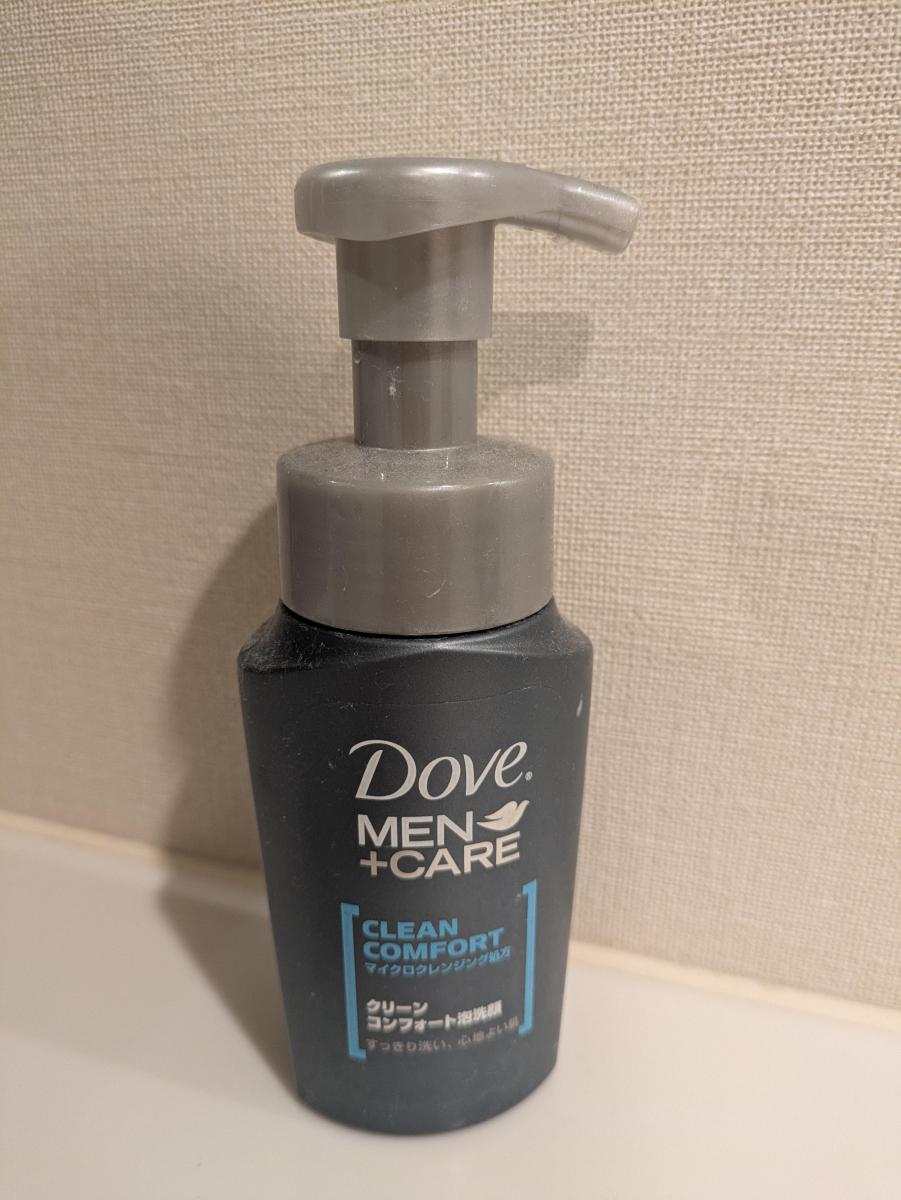 Dove®
MEN
+CARE
CLEAN
COMFORT
マイクロクレンジング処方
クリーン
コンフォート泡洗顔
すっきり洗い、心地よい肌